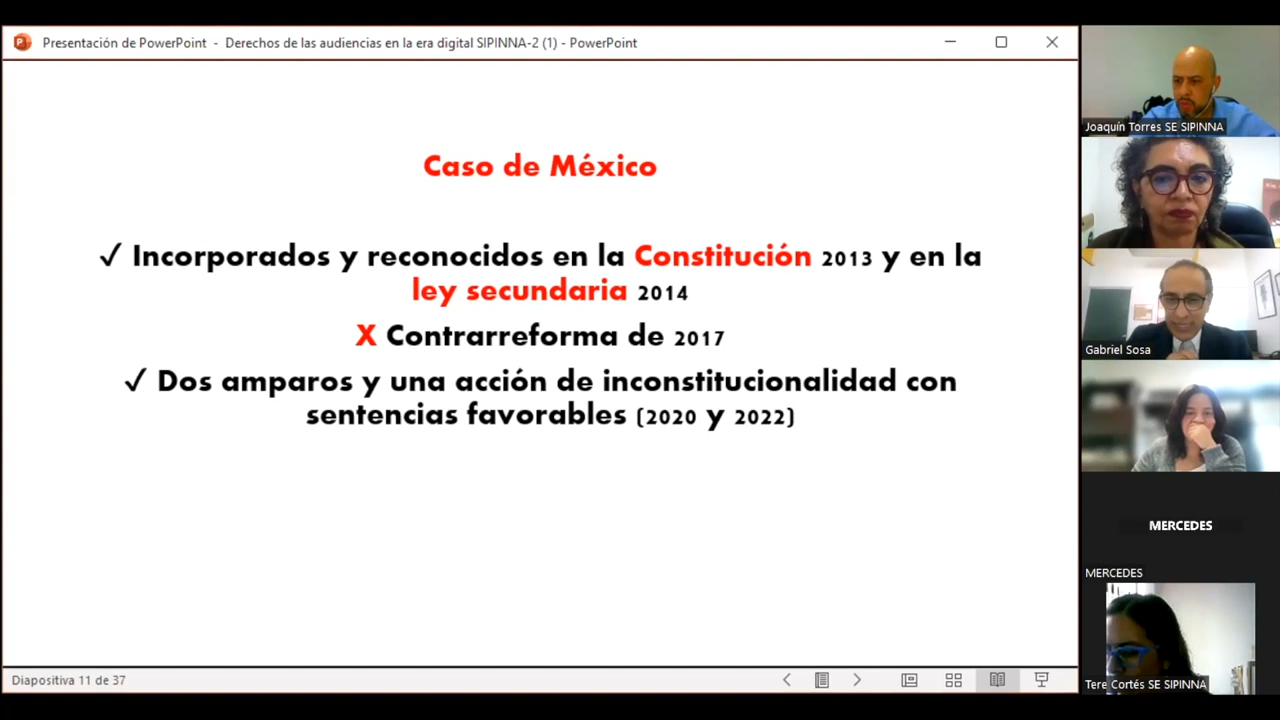 Presentación de PowerPoint - Derechos de las audiencias en la era digital SIPINNA-2 (1) - PowerPoint
Caso de México
✓ Incorporados y reconocidos en la Constitución 2013 y en la
ley secundaria 2014
X Contrarreforma de 2017
✓ Dos amparos y una acción de inconstitucionalidad con
sentencias favorables (2020 y 2022)
Diapositiva 11 de 37
Joaquín Torres SE SIPINNA
Gabriel Sosa
MERCEDES
MERCEDES
Tere Cortés SE SIPINNA